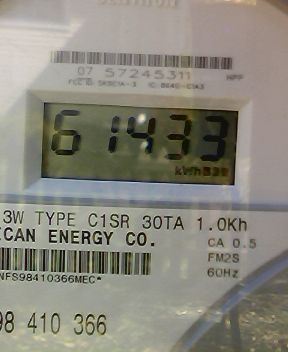 07 57245311
61433
kWh
3W TYPE C1SR 30TA 1.0Kh
ICAN ENERGY CO.
CA 0.5
FM2S
60Hz
NFS98410366MEC*
98 410 366